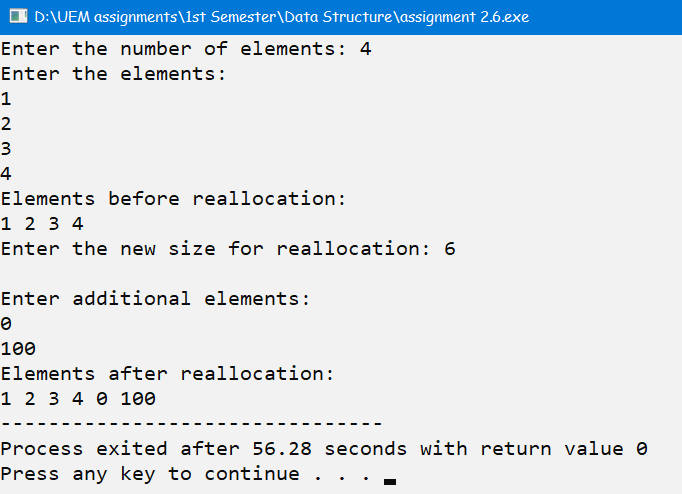 D:\UEM assignments\1st Semester\Data Structure\assignment 2.6.exe
Enter the number of elements: 4
Enter the elements:
1
2
3
4
Elements before reallocation:
1 2 3 4
Enter the new size for reallocation: 6

Enter additional elements:
0
100
Elements after reallocation:
1 2 3 4 0 100
--------------------------------
Process exited after 56.28 seconds with return value 0
Press any key to continue . . .